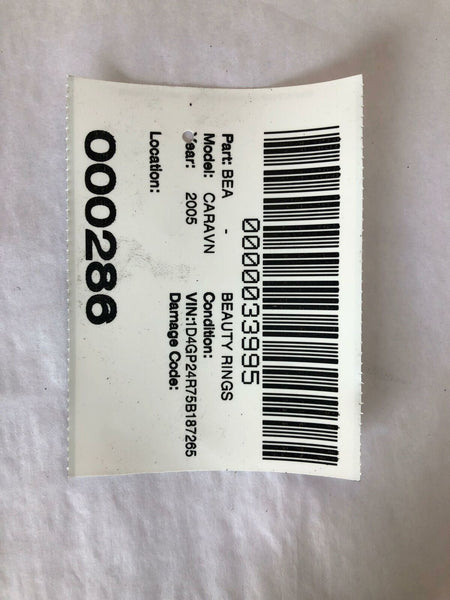 0000033995
Part: BEA - BEAUTY RINGS
Model: CARAVN Condition:
Year: 2005 VIN:1D4GP24R75B187265
Damage Code:
Location:
000286